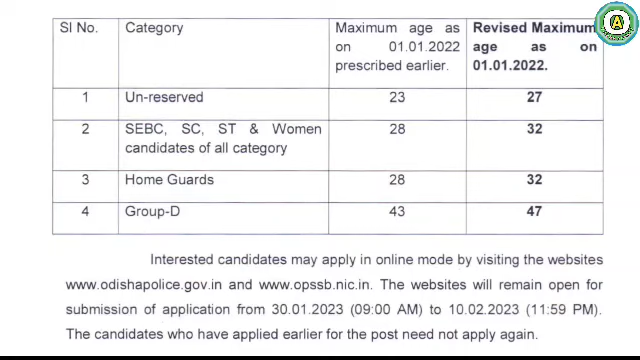 Sl No. Category Maximum age as on 01.01.2022 prescribed earlier. Revised Maximum age as on 01.01.2022.
1 Un-reserved 23 27
2 SEBC, SC, ST & Women candidates of all category 28 32
3 Home Guards 28 32
4 Group-D 43 47
Interested candidates may apply in online mode by visiting the websites
www.odishapolice.gov.in and www.opssb.nic.in. The websites will remain open for
submission of application from 30.01.2023 (09:00 AM) to 10.02.2023 (11:59 PM).
The candidates who have applied earlier for the post need not apply again.
A